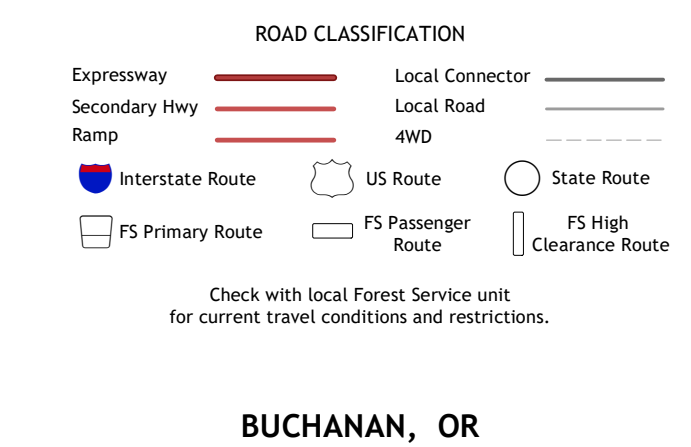 ROAD CLASSIFICATION
Expressway
Local Connector
Secondary Hwy
Local Road
Ramp
4WD
Interstate Route
US Route
State Route
FS Primary Route
FS Passenger
Route
FS High
Clearance Route
Check with local Forest Service unit
for current travel conditions and restrictions.
BUCHANAN, OR